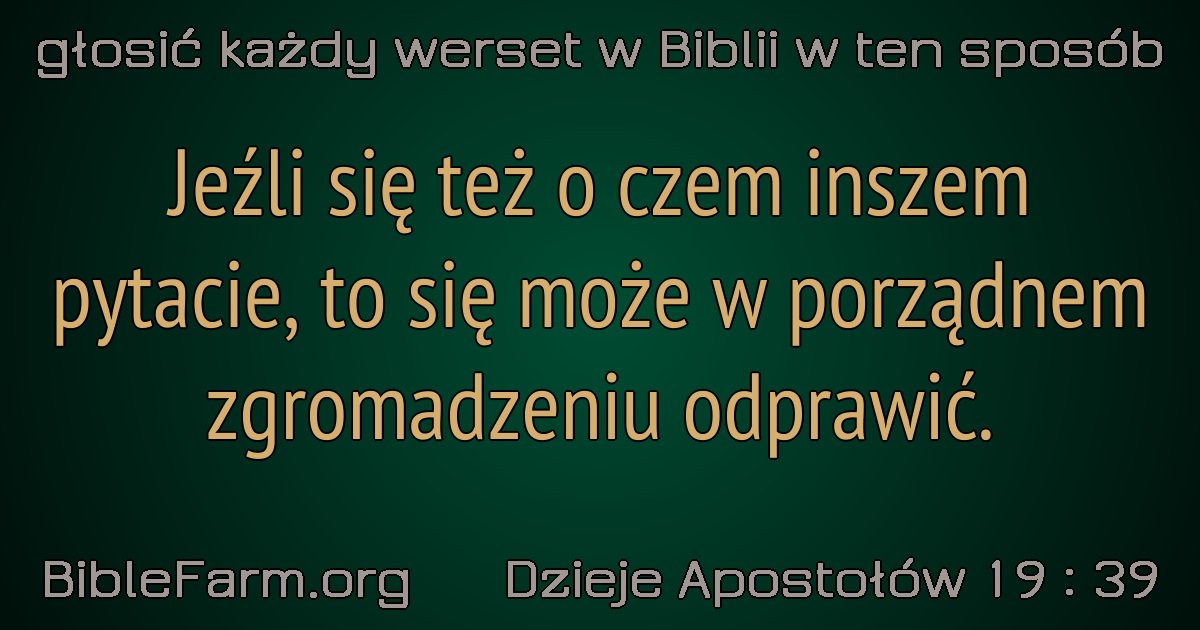 głosić każdy werset w Biblii w ten sposób
Jeźli się też o czem inszem
pytacie, to się może w porządnem
zgromadzeniu odprawić.
BibleFarm.org Dzieje Apostołów 19 : 39